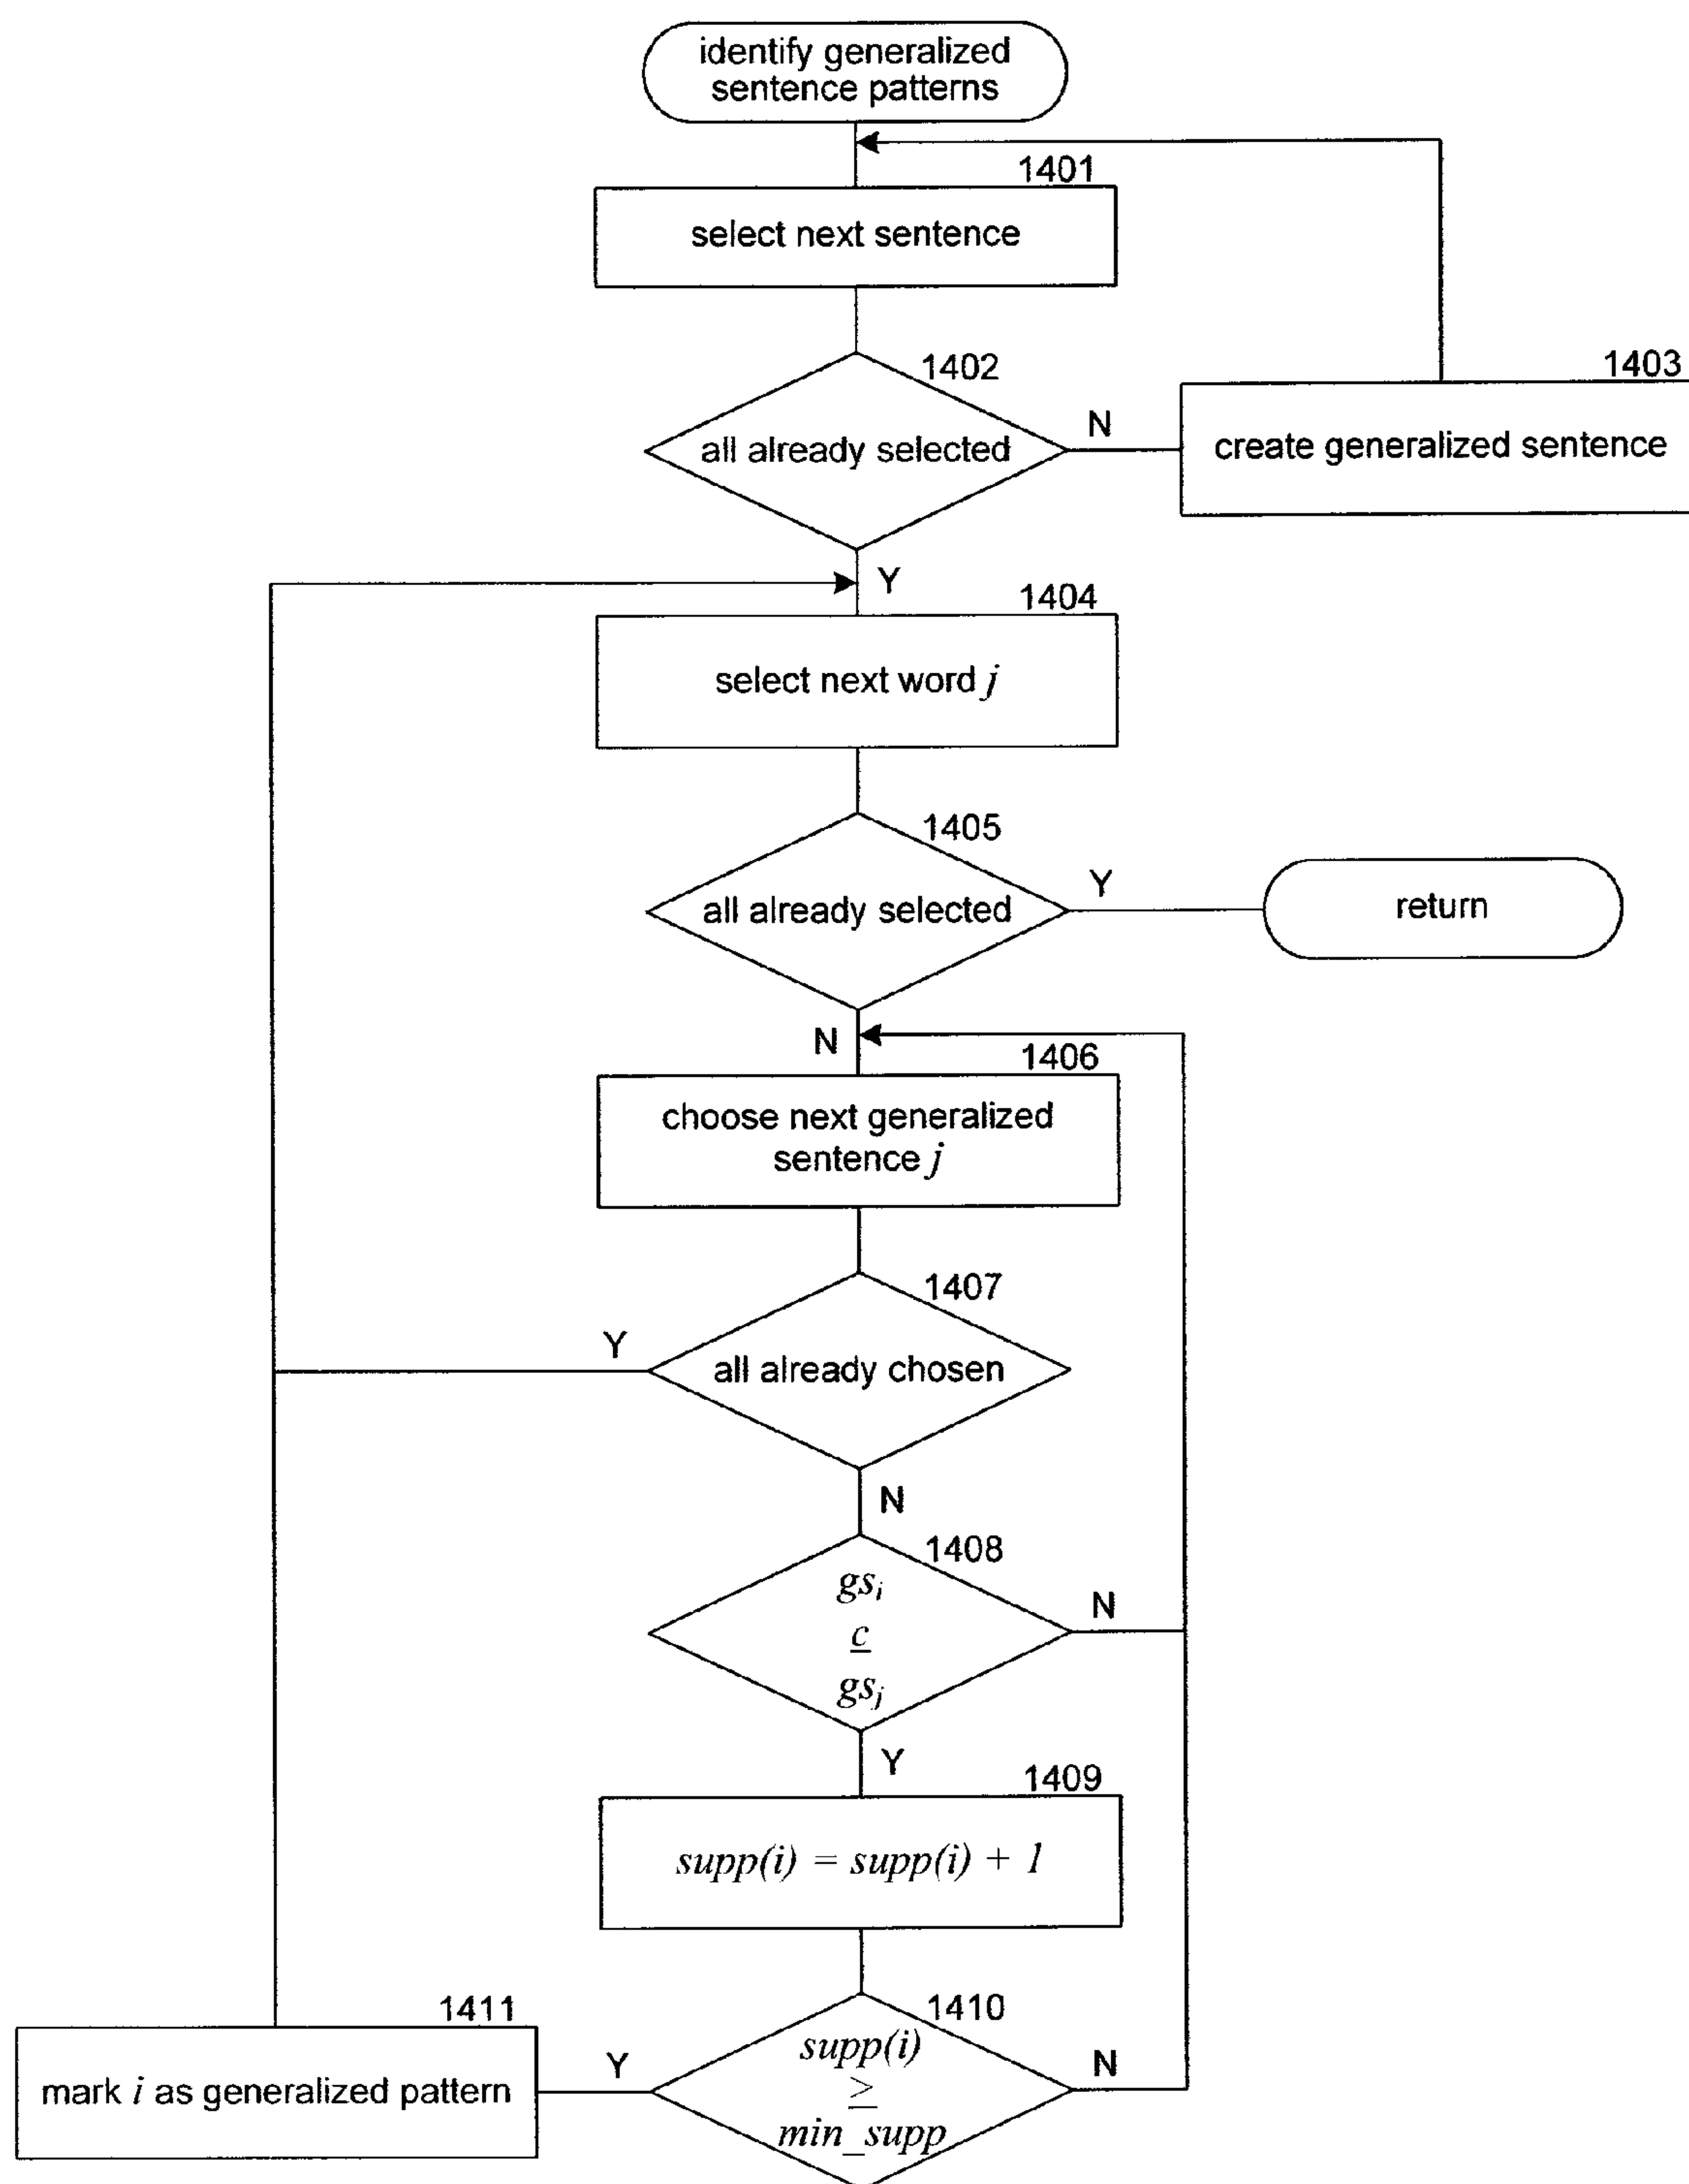 identify generalized
sentence patterns
1401
select next sentence
1402
all already selected
N
1403
create generalized sentence
Y
1404
select next word j
1405
all already selected
Y
return
N
1406
choose next generalized
sentence j
1407
Y
all already chosen
N
1408
gsi
c
gsj
N
Y
1409
supp(i) = supp(i) + 1
1410
supp(i)
≥
min_supp
N
Y
1411
mark i as generalized pattern